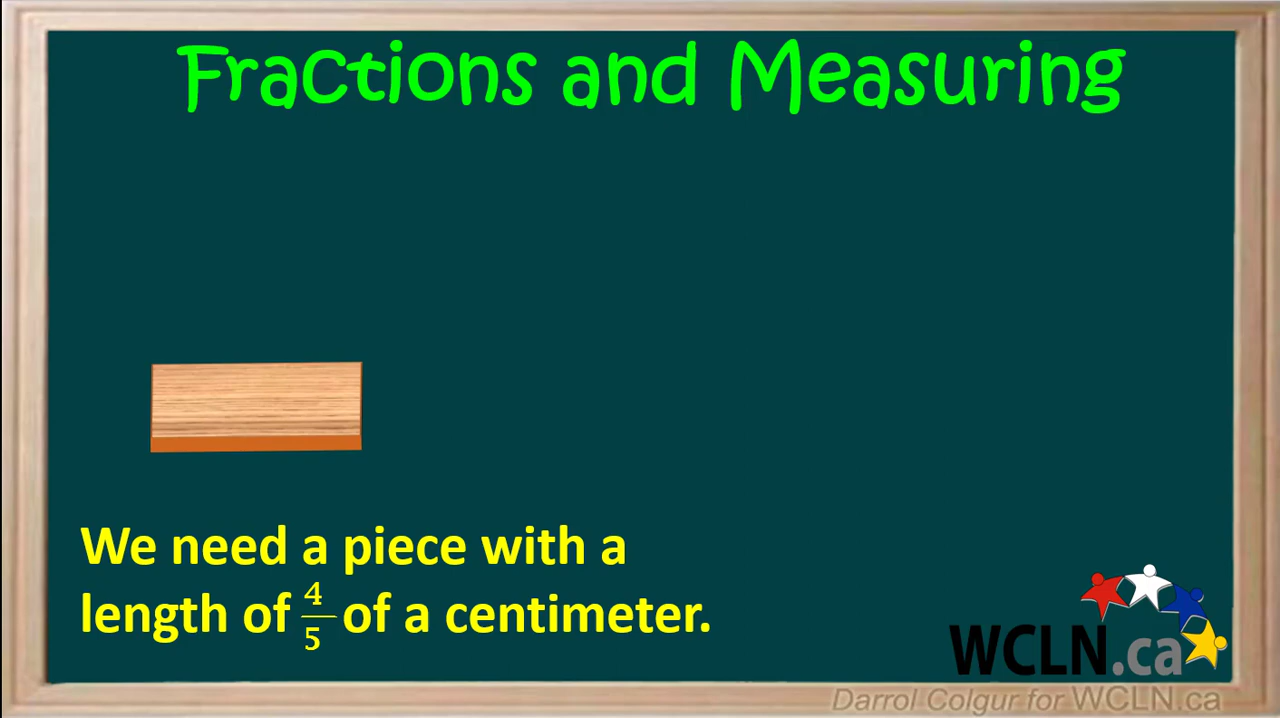 Fractions and Measuring
We need a piece with a
length of 4/5 of a centimeter.
WCLN.ca
Darrol Colgur for WCLN.ca